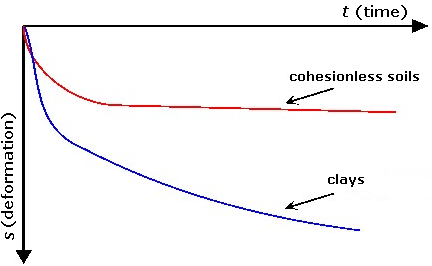 t (time)
cohesionless soils
clays
s (deformation)